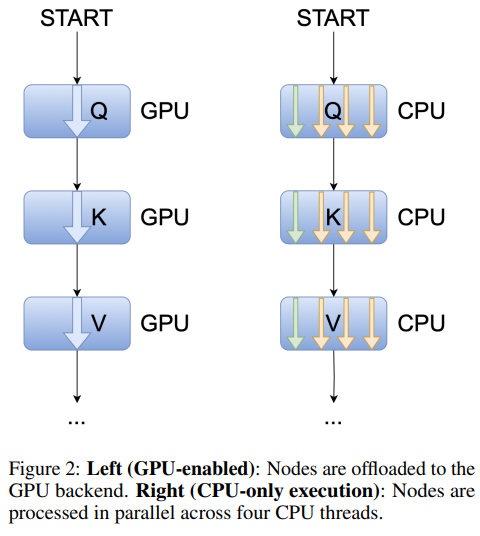 START START
Q GPU Q CPU
K GPU K CPU
V GPU V CPU
... ...
Figure 2: Left (GPU-enabled): Nodes are offloaded to the
GPU backend. Right (CPU-only execution): Nodes are
processed in parallel across four CPU threads.